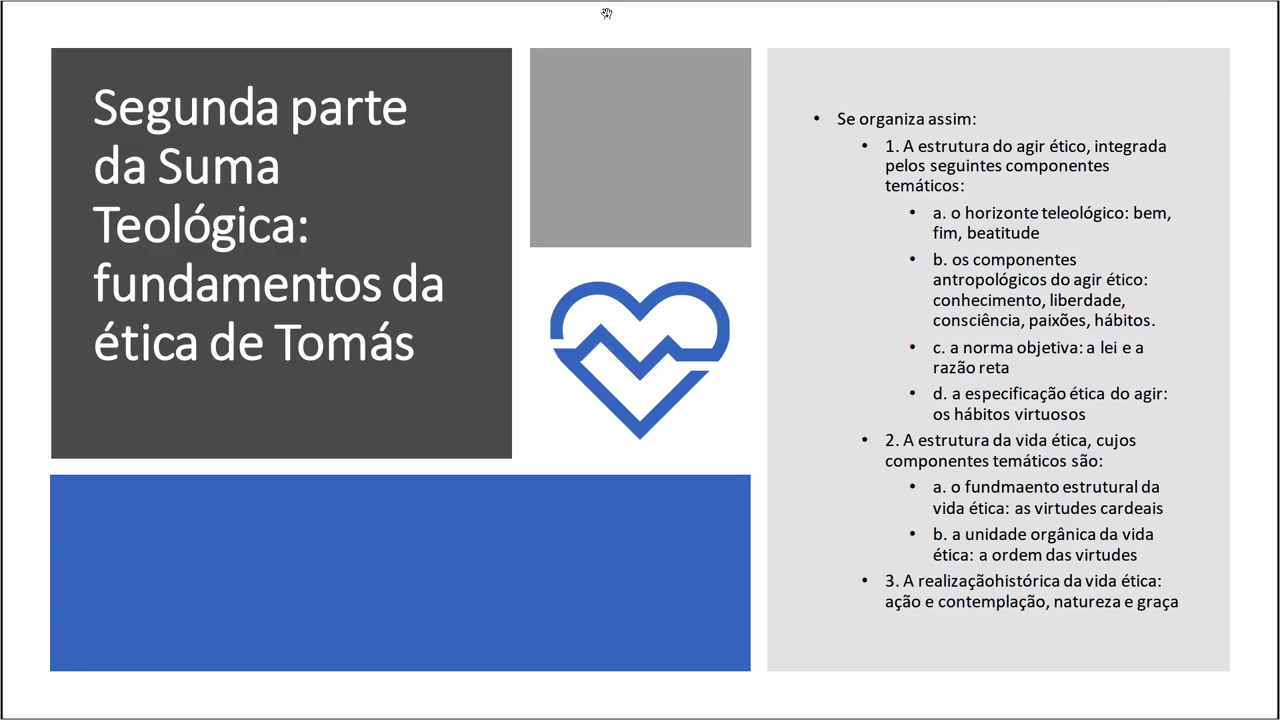 Segunda parte
da Suma
Teológica:
fundamentos da
ética de Tomás
• Se organiza assim:
• 1. A estrutura do agir ético, integrada
pelos seguintes componentes
temáticos:
• a. o horizonte teleológico: bem,
fim, beatitude
• b. os componentes
antropológicos do agir ético:
conhecimento, liberdade,
consciência, paixões, hábitos.
• c. a norma objetiva: a lei e a
razão reta
• d. a especificação ética do agir:
os hábitos virtuosos
• 2. A estrutura da vida ética, cujos
componentes temáticos são:
• a. o fundmaento estrutural da
vida ética: as virtudes cardeais
• b. a unidade orgânica da vida
ética: a ordem das virtudes
• 3. A realizaçãohistórica da vida ética:
ação e contemplação, natureza e graça